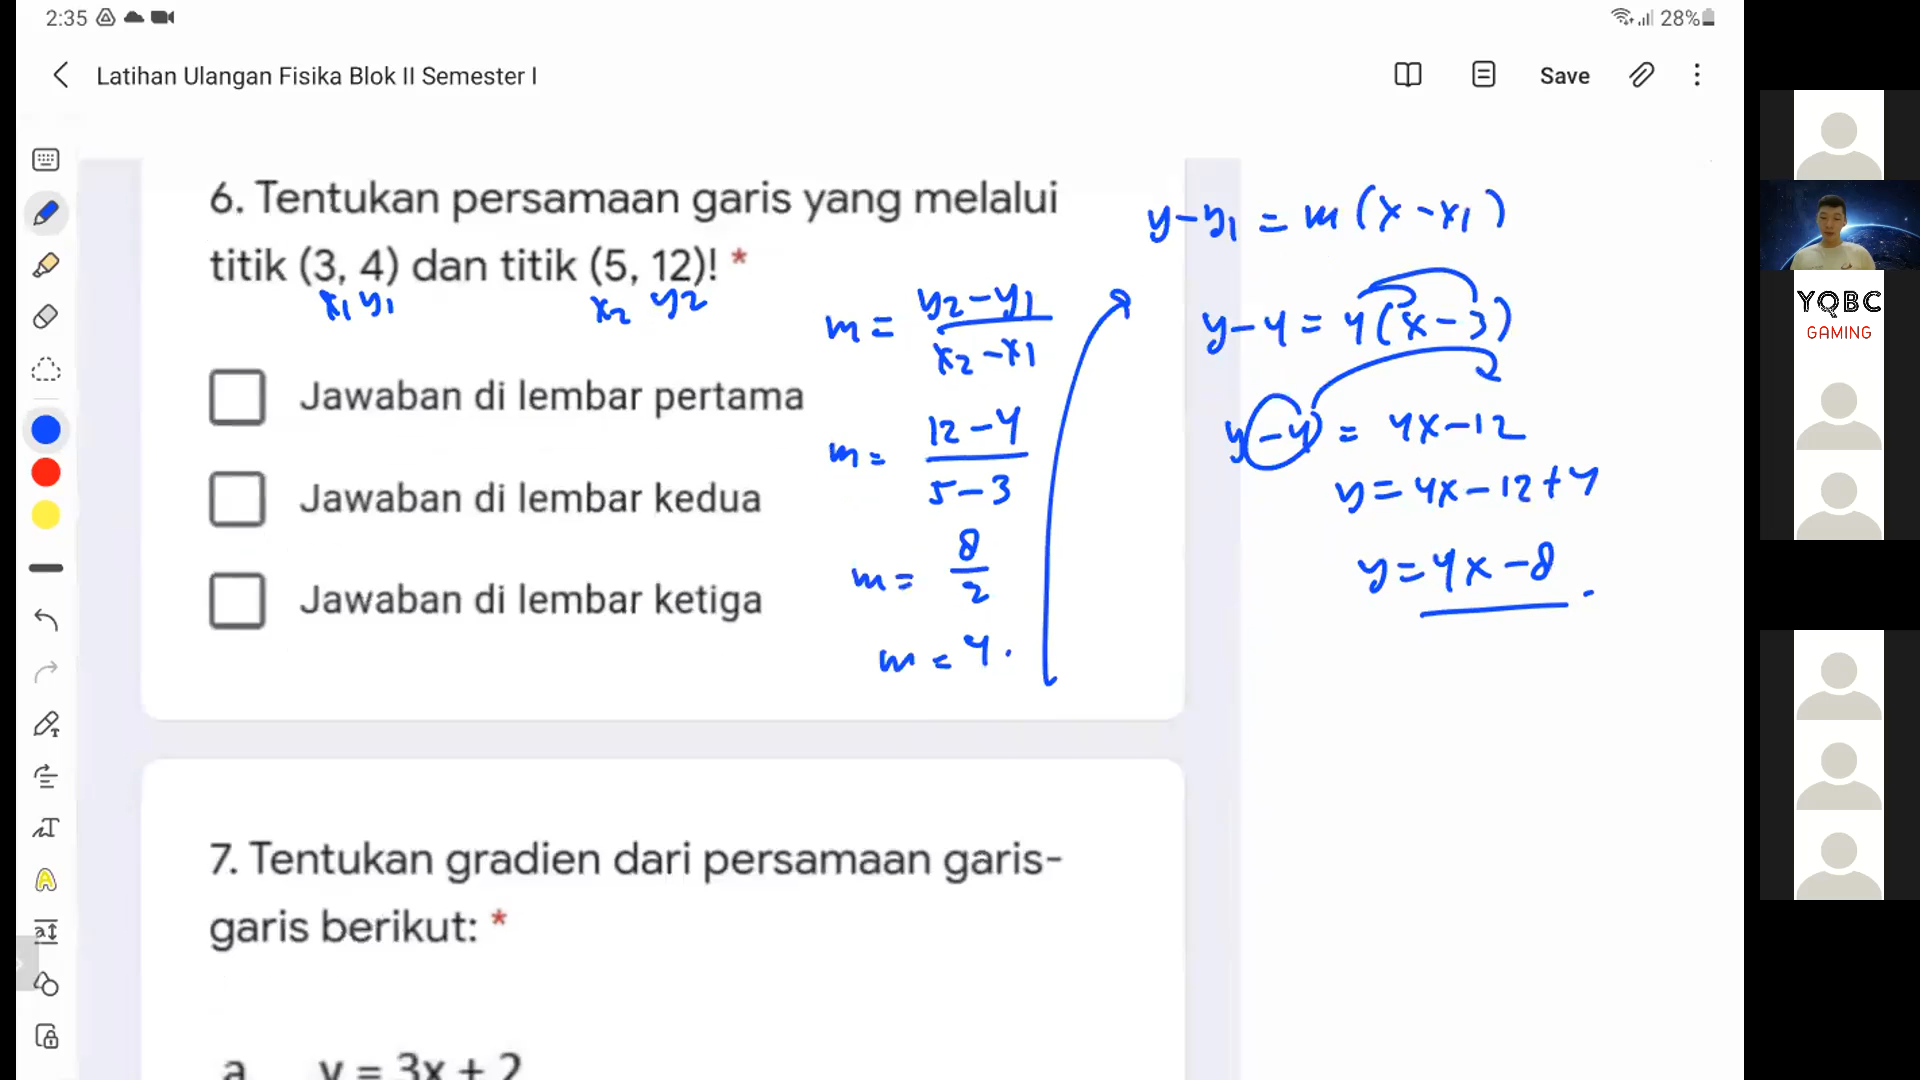 2:35
28%
Latihan Ulangan Fisika Blok II Semester I
Save
6. Tentukan persamaan garis yang melalui
titik (3, 4) dan titik (5, 12)! *
x1 y1 x2 y2
Jawaban di lembar pertama
Jawaban di lembar kedua
Jawaban di lembar ketiga
m = y2-y1 / x2-x1
m = 12-4 / 5-3
m = 8/2
m = 4.
y-y1 = m(x-x1)
y-4 = 4(x-3)
y-4 = 4x-12
y = 4x-12+4
y = 4x-8.
7. Tentukan gradien dari persamaan garis-
garis berikut: *
a y = 3x + 2
YQBC
GAMING